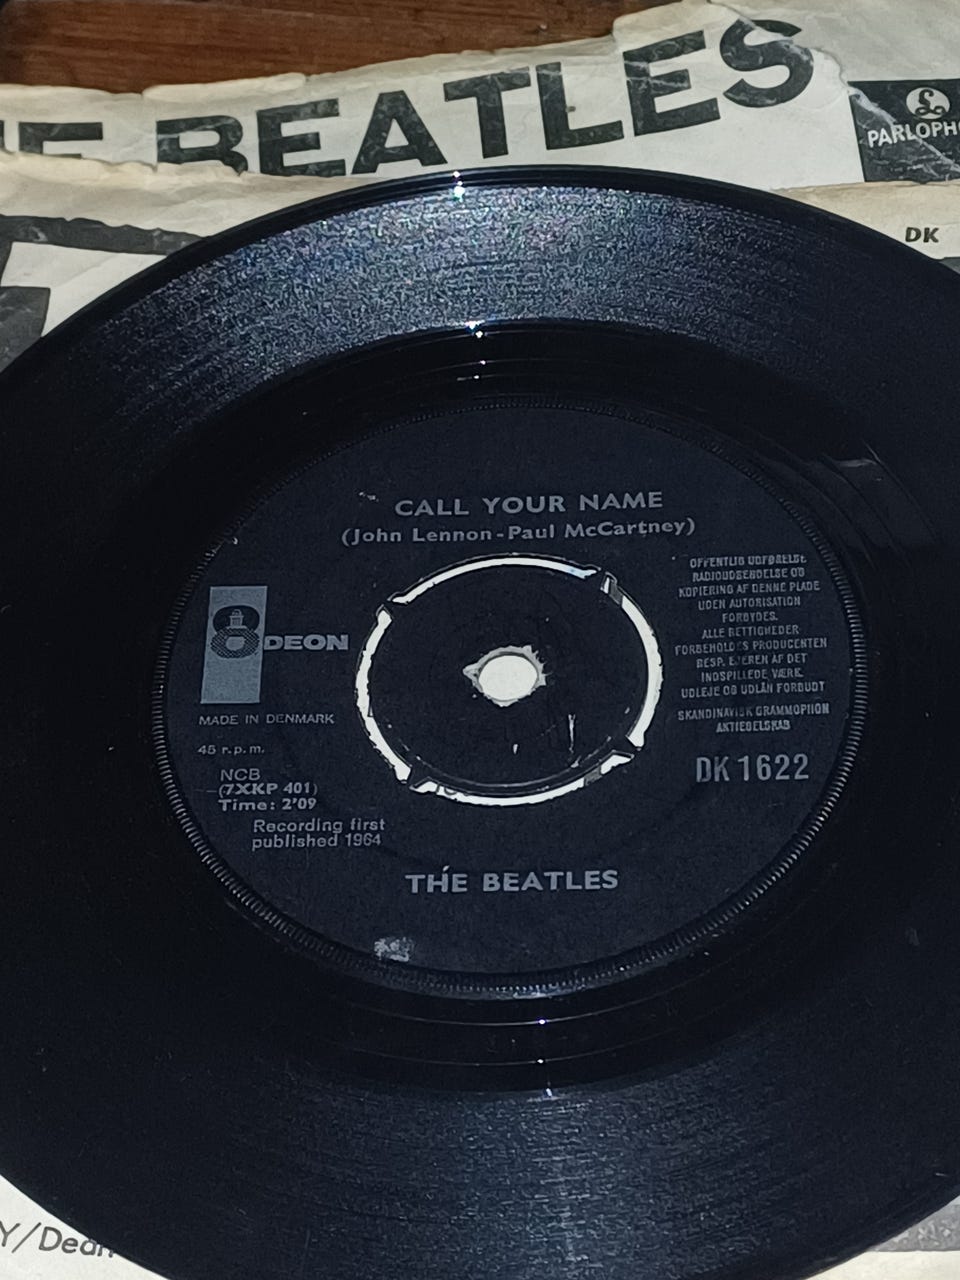 THE BEATLES
PARLOPHO
DK
CALL YOUR NAME
(John Lennon-Paul McCartney)
ODEON
MADE IN DENMARK
45 r.p.m.
NCB
(7XKP 401)
Time: 2'09
Recording first
published 1964
OFFENTLIG UDFØRELSE
RADIOUDSENDELSE OG
KOPIERING AF DENNE PLADE
UDEN AUTORISATION
FORBYDES.
ALLE RETTIGHEDER
FORBEHOLDES PRODUCENTEN
RESP. EJEREN AF DET
INDSPILLEDE VÆRK.
UDLEJE OG UDLÅN FORBUDT
SKANDINAVISK GRAMMOPHON
AKTIESELSKAB
DK 1622
THE BEATLES
Y/Dean